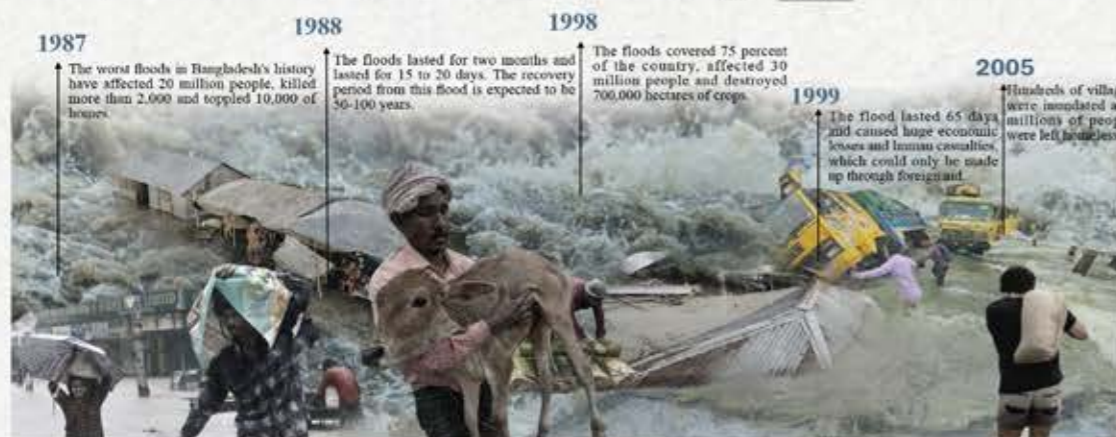 1987
The worst floods in Bangladesh's history
have affected 20 million people, killed
more than 2,000 and toppled 10,000 of
homes.
1988
The floods lasted for two months and
lasted for 15 to 20 days. The recovery
period from this flood is expected to be
50-100 years.
1998
The floods covered 75 percent
of the country, affected 30
million people and destroyed
700,000 hectares of crops.
1999
The flood lasted 65 days
and caused huge economic
losses and human casualties,
which could only be made
up through foreign aid.
2005
Hundreds of villag
were inundated a
millions of peop
were left homeless